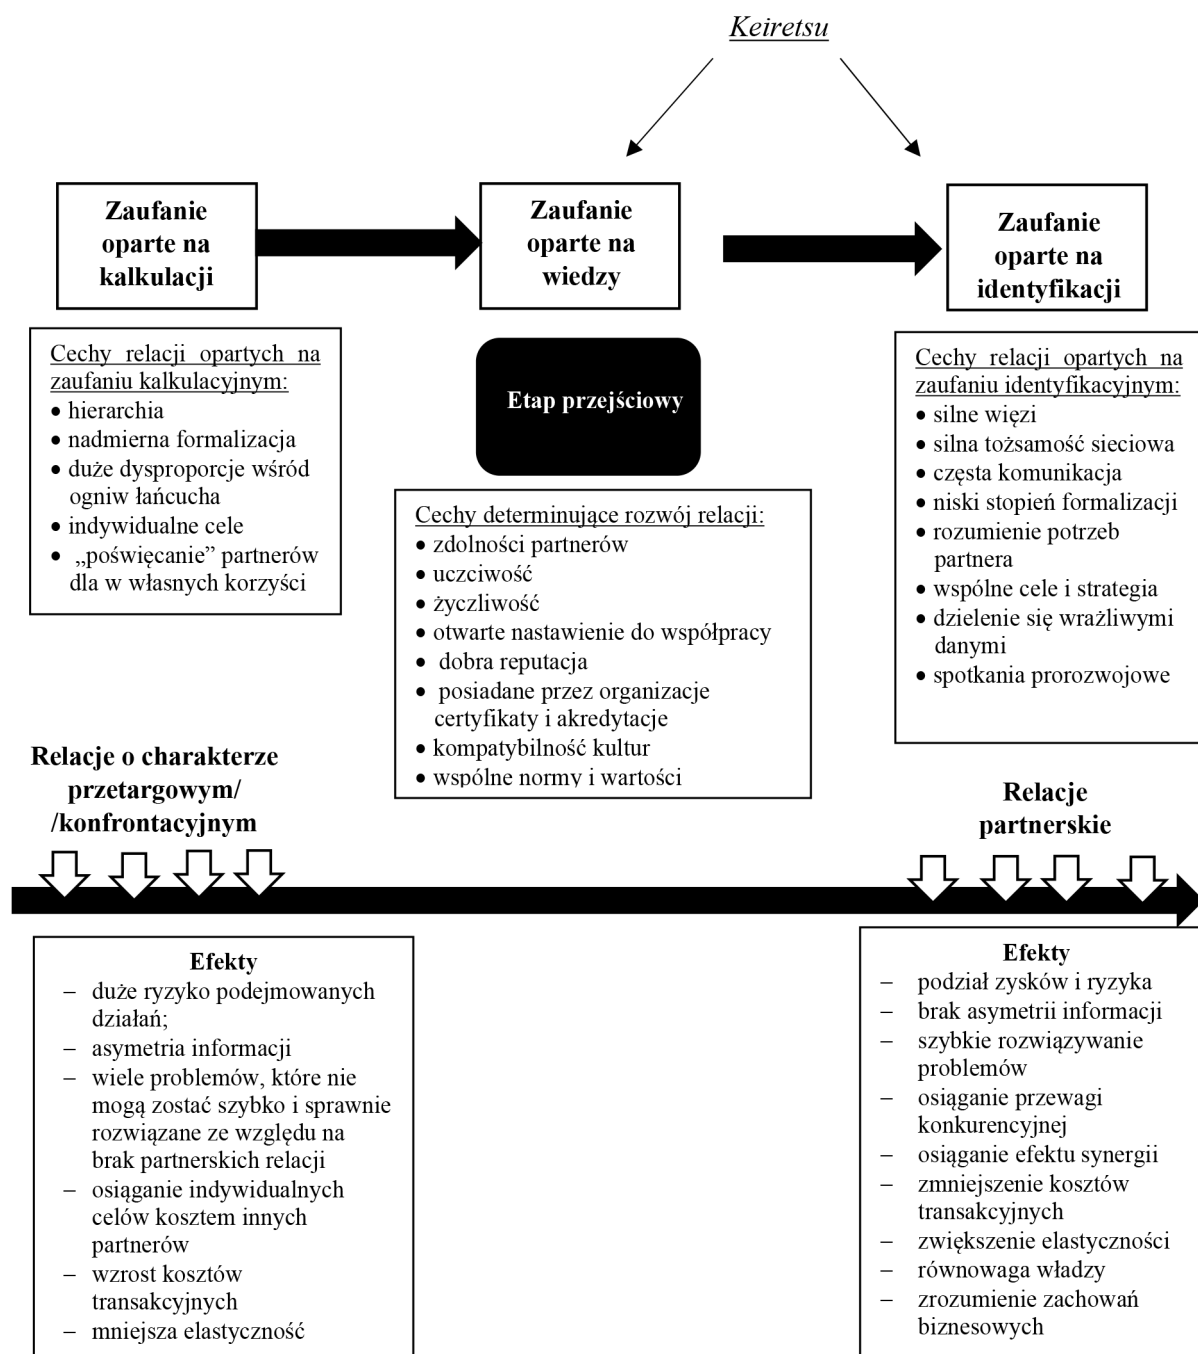 Keiretsu
Zaufanie
oparte na
kalkulacji
Zaufanie
oparte na
wiedzy
Zaufanie
oparte na
identyfikacji
Cechy relacji opartych na
zaufaniu kalkulacyjnym:
• hierarchia
• nadmierna formalizacja
• duże dysproporcje wśród
ogniw łańcucha
• indywidualne cele
• „poświęcanie” partnerów
dla w własnych korzyści
Etap przejściowy
Cechy determinujące rozwój relacji:
• zdolności partnerów
• uczciwość
• życzliwość
• otwarte nastawienie do współpracy
• dobra reputacja
• posiadane przez organizacje
certyfikaty i akredytacje
• kompatybilność kultur
• wspólne normy i wartości
Cechy relacji opartych na
zaufaniu identyfikacyjnym:
• silne więzi
• silna tożsamość sieciowa
• częsta komunikacja
• niski stopień formalizacji
• rozumienie potrzeb
partnera
• wspólne cele i strategia
• dzielenie się wrażliwymi
danymi
• spotkania prorozwojowe
Relacje o charakterze
przetargowym/
/konfrontacyjnym
Relacje
partnerskie
Efekty
– duże ryzyko podejmowanych
działań;
– asymetria informacji
– wiele problemów, które nie
mogą zostać szybko i sprawnie
rozwiązane ze względu na
brak partnerskich relacji
– osiąganie indywidualnych
celów kosztem innych
partnerów
– wzrost kosztów
transakcyjnych
– mniejsza elastyczność
Efekty
– podział zysków i ryzyka
– brak asymetrii informacji
– szybkie rozwiązywanie
problemów
– osiąganie przewagi
konkurencyjnej
– osiąganie efektu synergii
– zmniejszenie kosztów
transakcyjnych
– zwiększenie elastyczności
– równowaga władzy
– zrozumienie zachowań
biznesowych